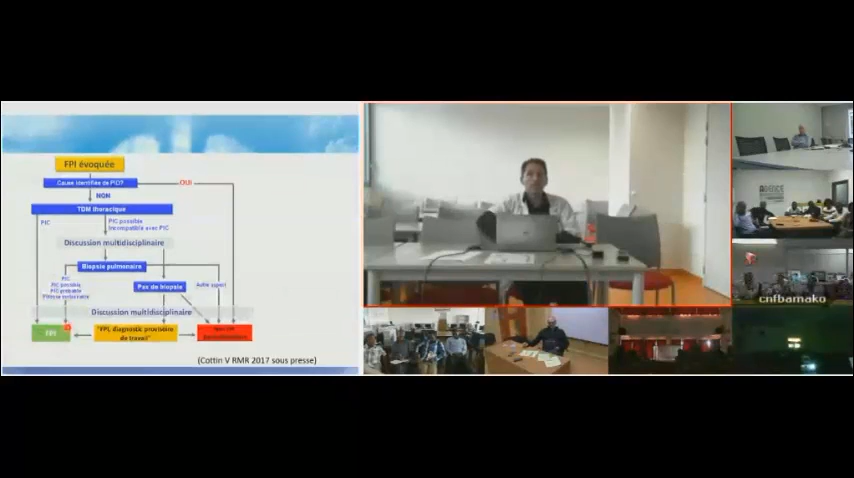 FPI évoquée
Cause identifiée de PIC?
OUI
NON
TDM thoracique
PIC
PIC possible
Incompatible avec PIC
Discussion multidisciplinaire
Biopsie pulmonaire
PIC
PIC possible
PIC probable
Pas de biopsie
Autre aspect
Discussion multidisciplinaire
FPI
"FPI, diagnostic provisoire
de travail"
(Cottin V RMR 2017 sous presse)
cnfbamako